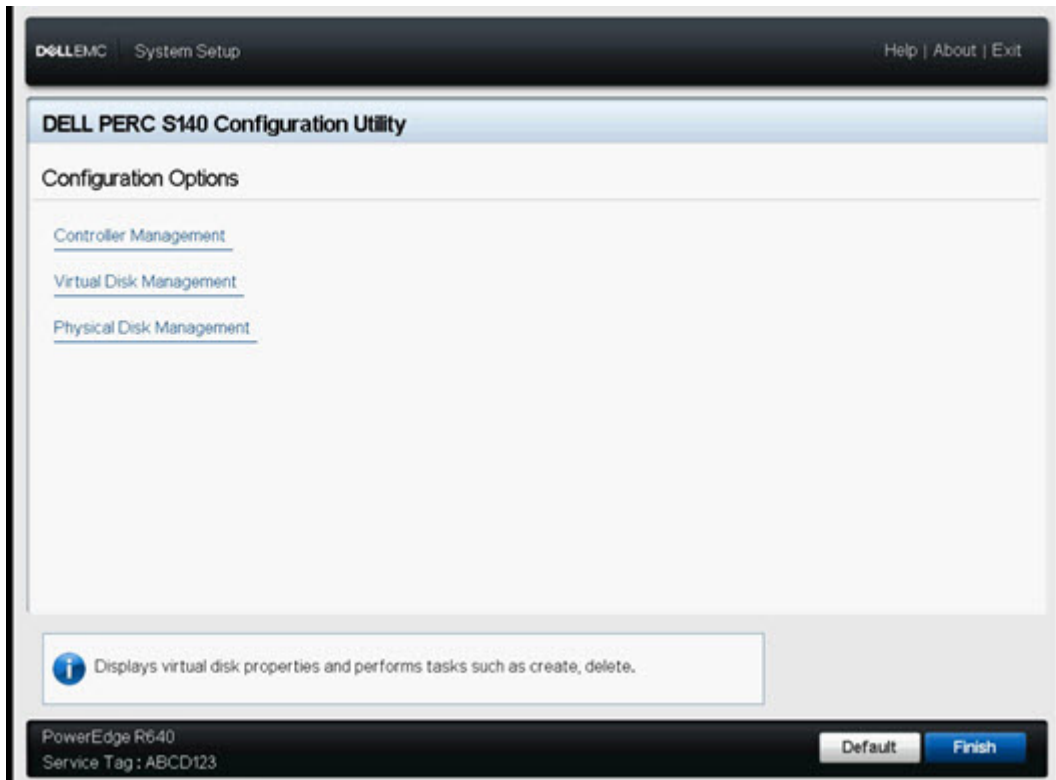 DELLEMC System Setup Help | About | Exit
DELL PERC S140 Configuration Utility
Configuration Options
Controller Management
Virtual Disk Management
Physical Disk Management
Displays virtual disk properties and performs tasks such as create, delete.
PowerEdge R640
Service Tag : ABCD123
Default Finish